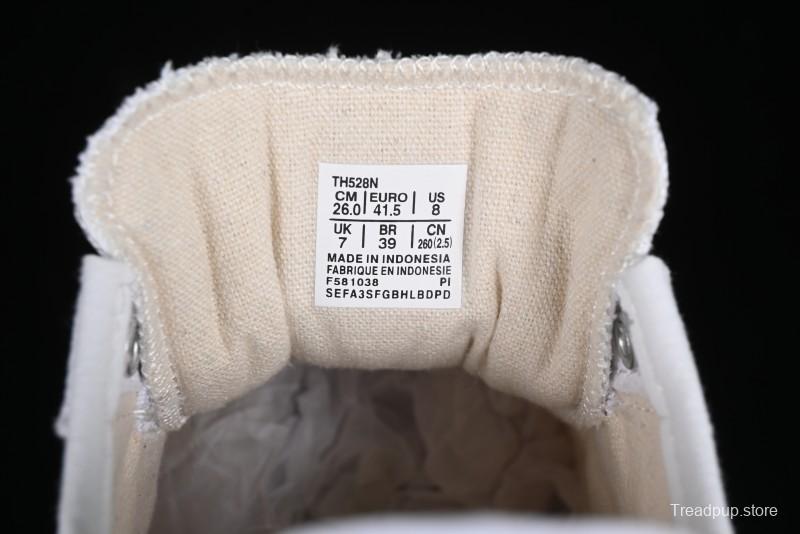 TH528N
CM EURO US
26.0 41.5 8
UK BR CN
7 39 260(2.5)
MADE IN INDONESIA
FABRIQUE EN INDONESIE
F581038 PI
SEFA3SFGBHLBDPD
Treadpup.store